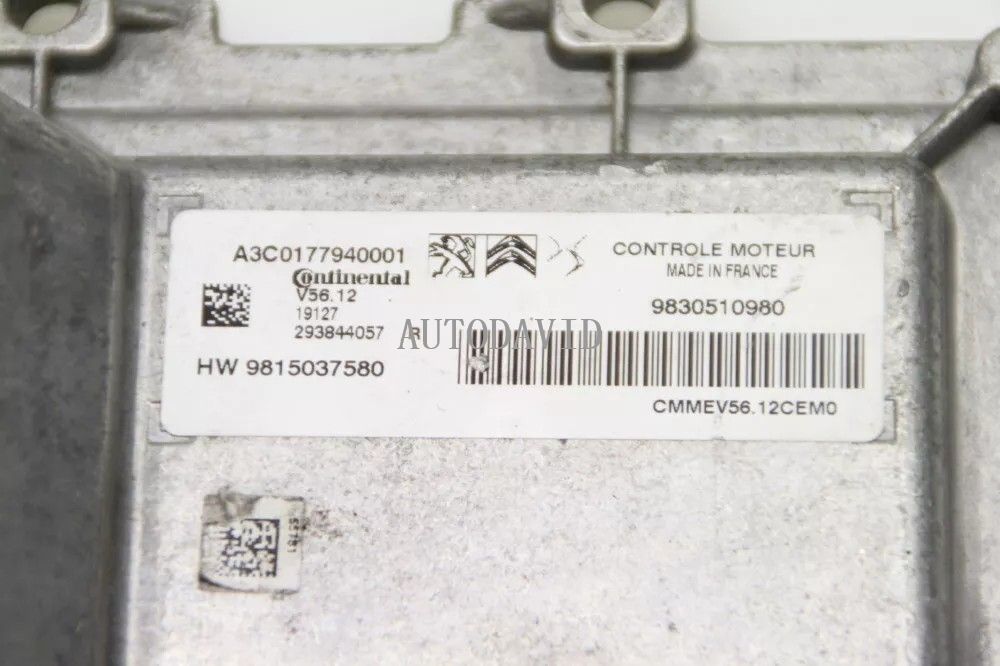 A3C0177940001
Continental
V56.12
19127
293844057 R
HW 9815037580
CONTROLE MOTEUR
MADE IN FRANCE
9830510980
CMMEV56.12CEM0
AUTODAVID